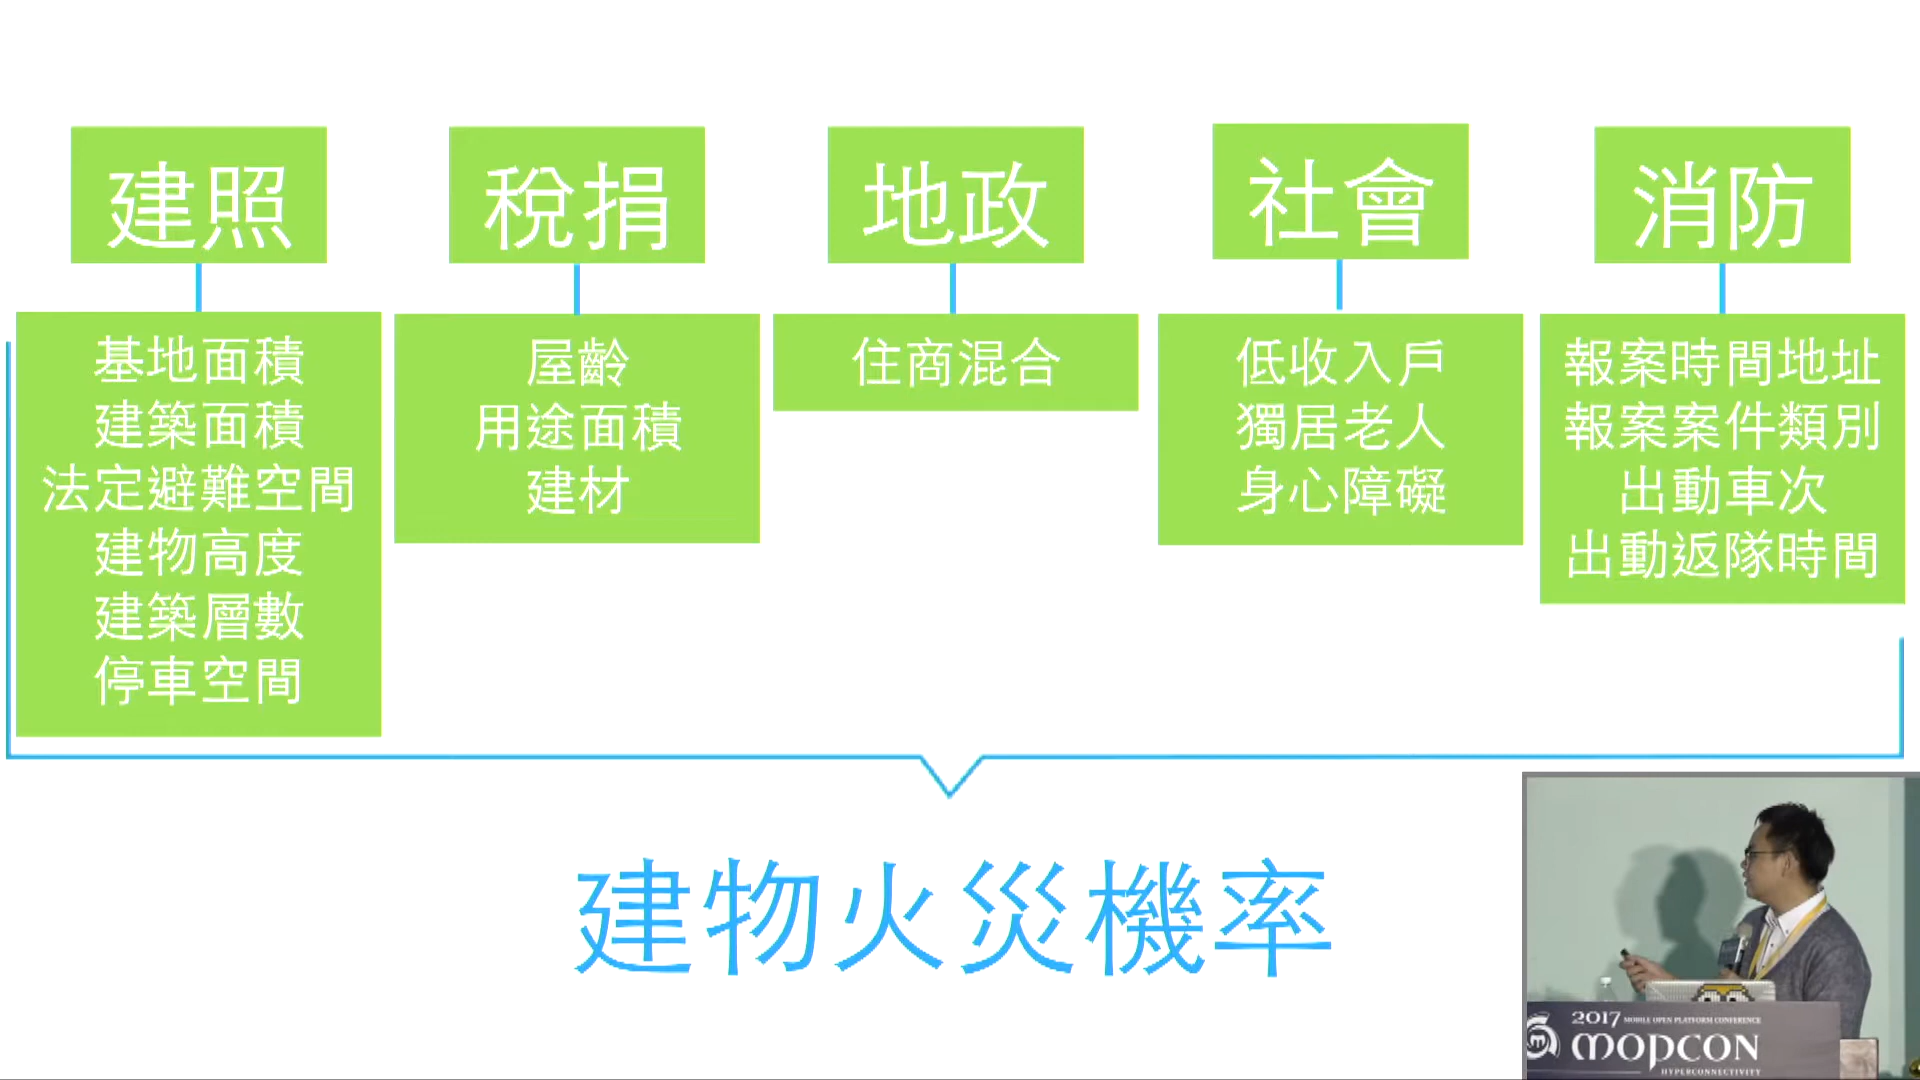 建照
稅捐
地政
社會
消防
基地面積
建築面積
法定避難空間
建物高度
建築層數
停車空間
屋齡
用途面積
建材
住商混合
低收入戶
獨居老人
身心障礙
報案時間地址
報案案件類別
出動車次
出動返隊時間
建物火災機率
2017 MOBILE OPEN PLATFORM CONFERENCE
MOPCON
HYPERCONNECTIVITY